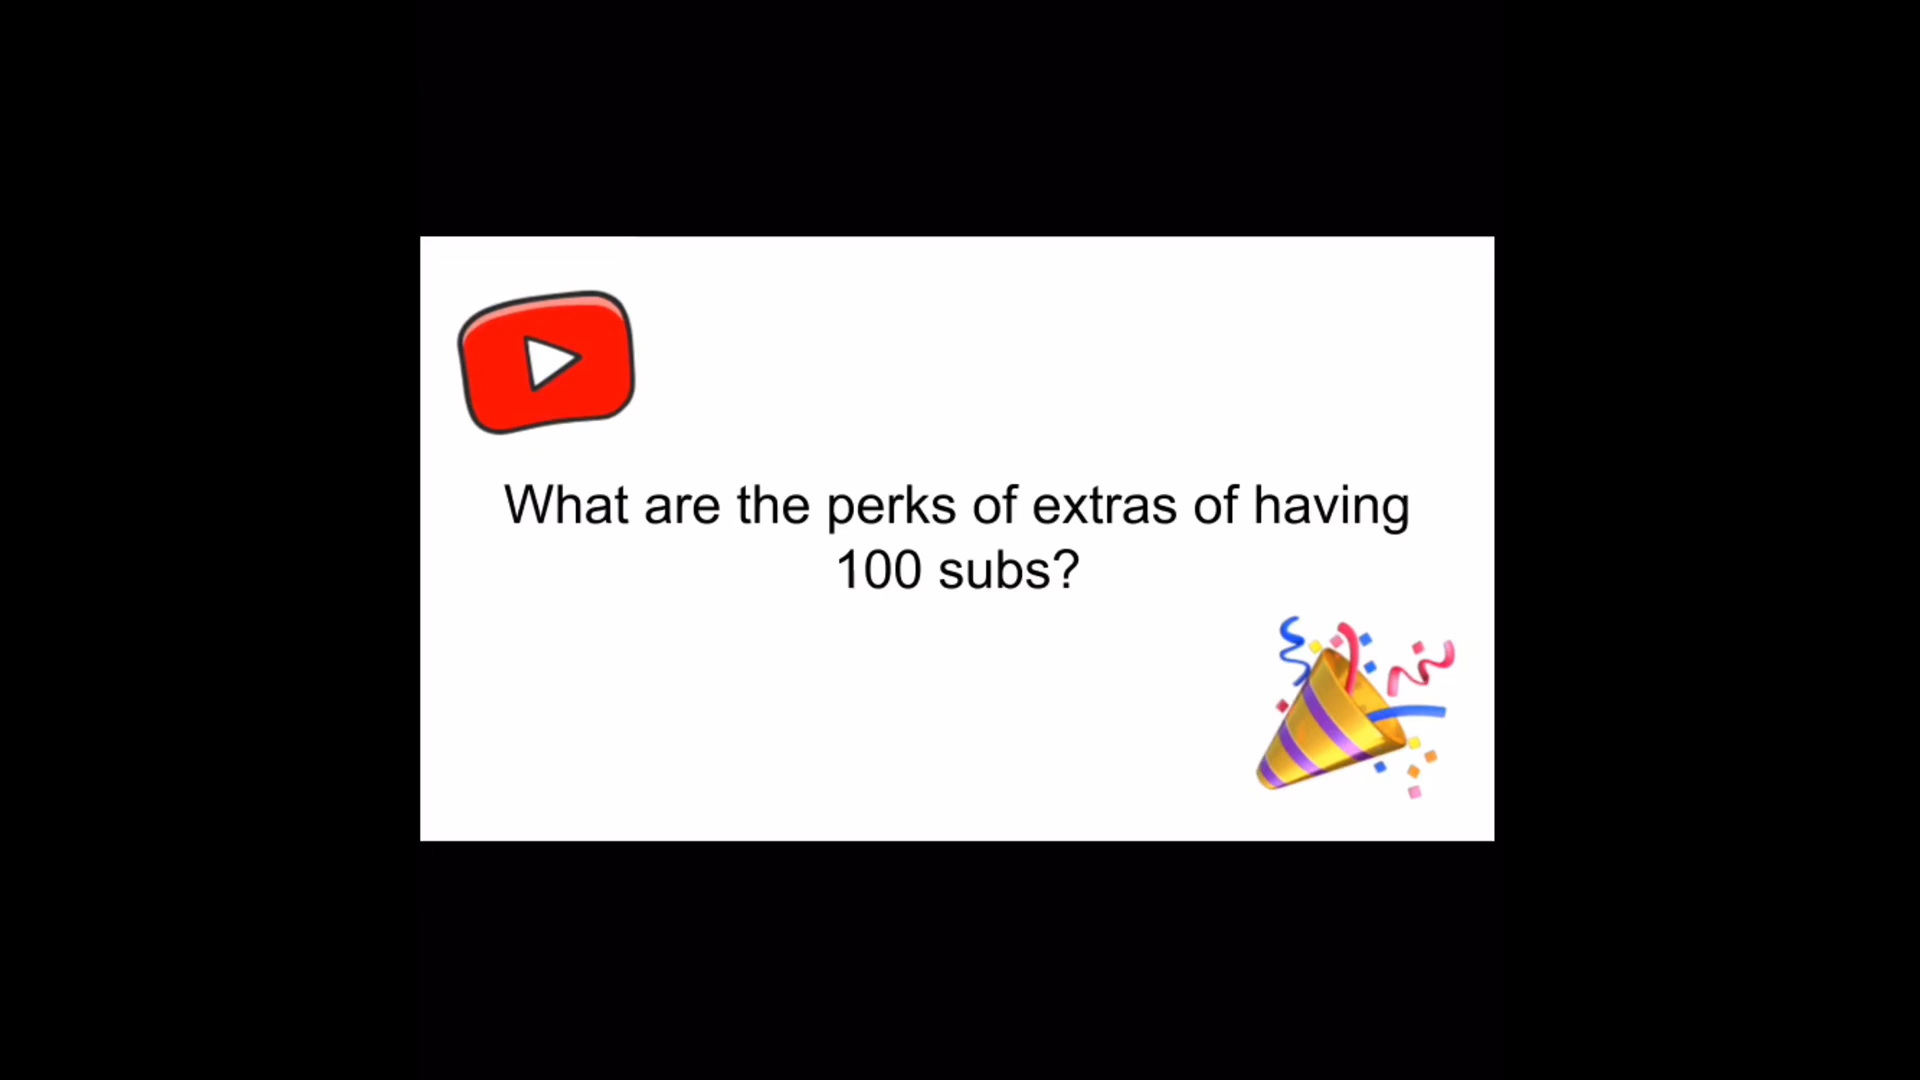 What are the perks of extras of having
100 subs?